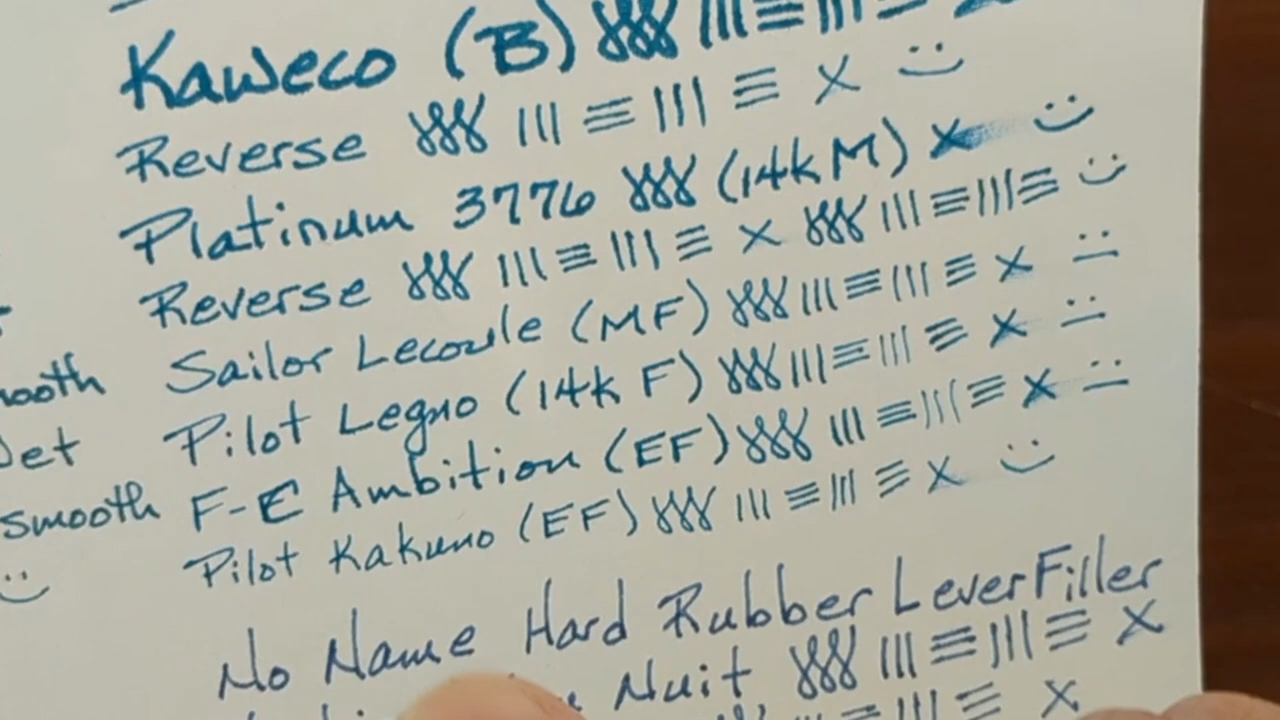 Kaweco (B)
Reverse
Platinum 3776 (14k M) X
Reverse X
Sailor Lecoule (MF) X
smooth Pilot Legno (14k F) X
Jet F-E Ambition (EF) X
smooth Pilot Kakuno (EF) X
No Name Hard Rubber Lever Filler
Nuit X
X